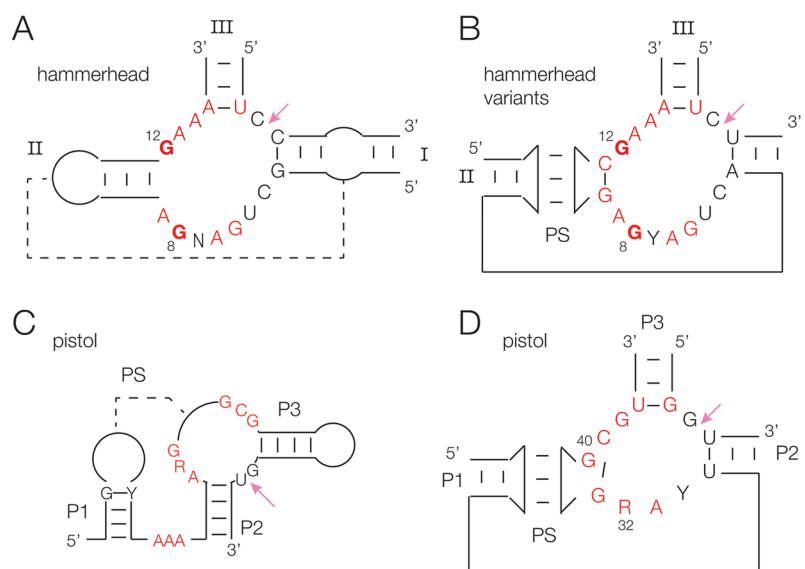 A
hammerhead
III
3’ 5’
12
G A A A U C C
II
3’
I
5’
A G N A G U C G
8
B
hammerhead
variants
III
3’ 5’
12
C G A A A U C U
3’
5’
II
PS
G A G Y A G U C A
8
C
pistol
PS
G C G
P3
G R A U G
G Y
P1
5’
AAA
P2
3’
D
pistol
P3
3’ 5’
40
G C G U G G U
3’
P2
5’
P1
PS
G R A Y U
32